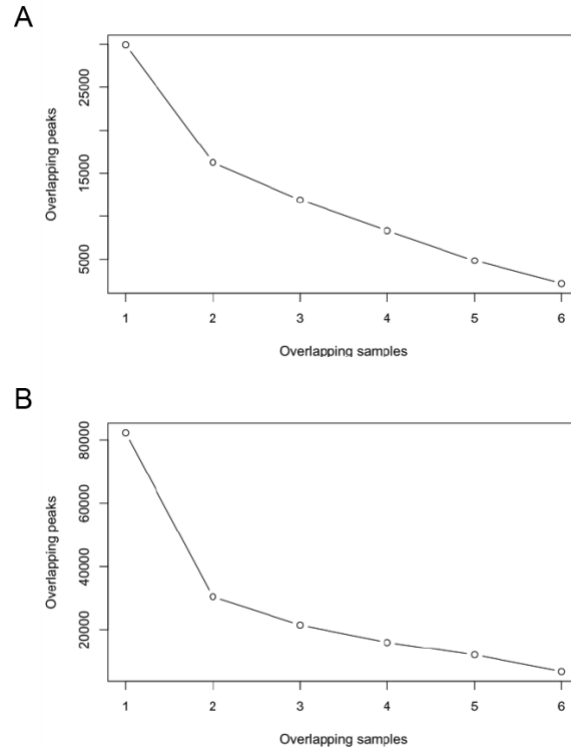 A
25000
15000
5000
Overlapping peaks
1 2 3 4 5 6
Overlapping samples
B
80000
60000
40000
20000
Overlapping peaks
1 2 3 4 5 6
Overlapping samples